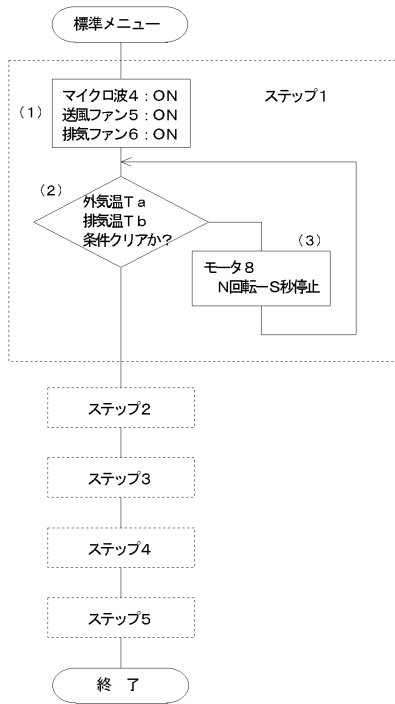 標準メニュー
ステップ1
(1)
マイクロ波4:ON
送風ファン5:ON
排気ファン6:ON
(2)
外気温Ta
排気温Tb
条件クリアか?
(3)
モータ8
N回転ーS秒停止
ステップ2
ステップ3
ステップ4
ステップ5
終 了